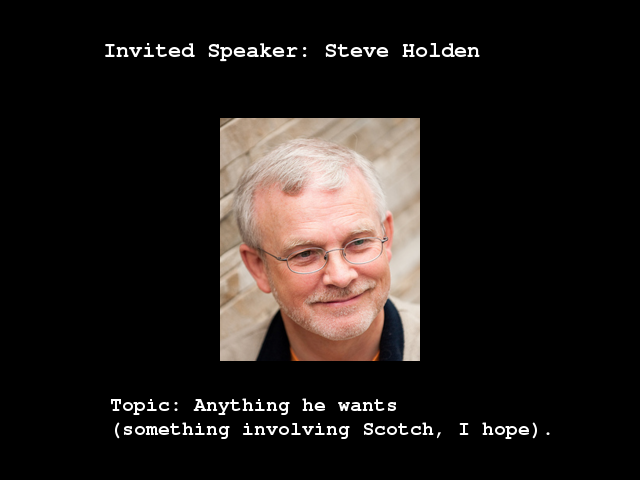 Invited Speaker: Steve Holden
Topic: Anything he wants
(something involving Scotch, I hope).